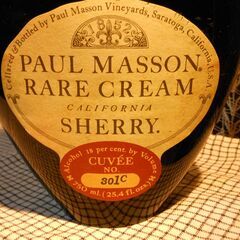 Cellared & Bottled by Paul Masson Vineyards, Saratoga, California, U.S.A.
1852
PAUL MASSON
RARE CREAM
CALIFORNIA
SHERRY.
Alcohol 18 per cent. by Volume
CUVÉE
NO.
801C
750 ml. (25.4 fl. ozs.)